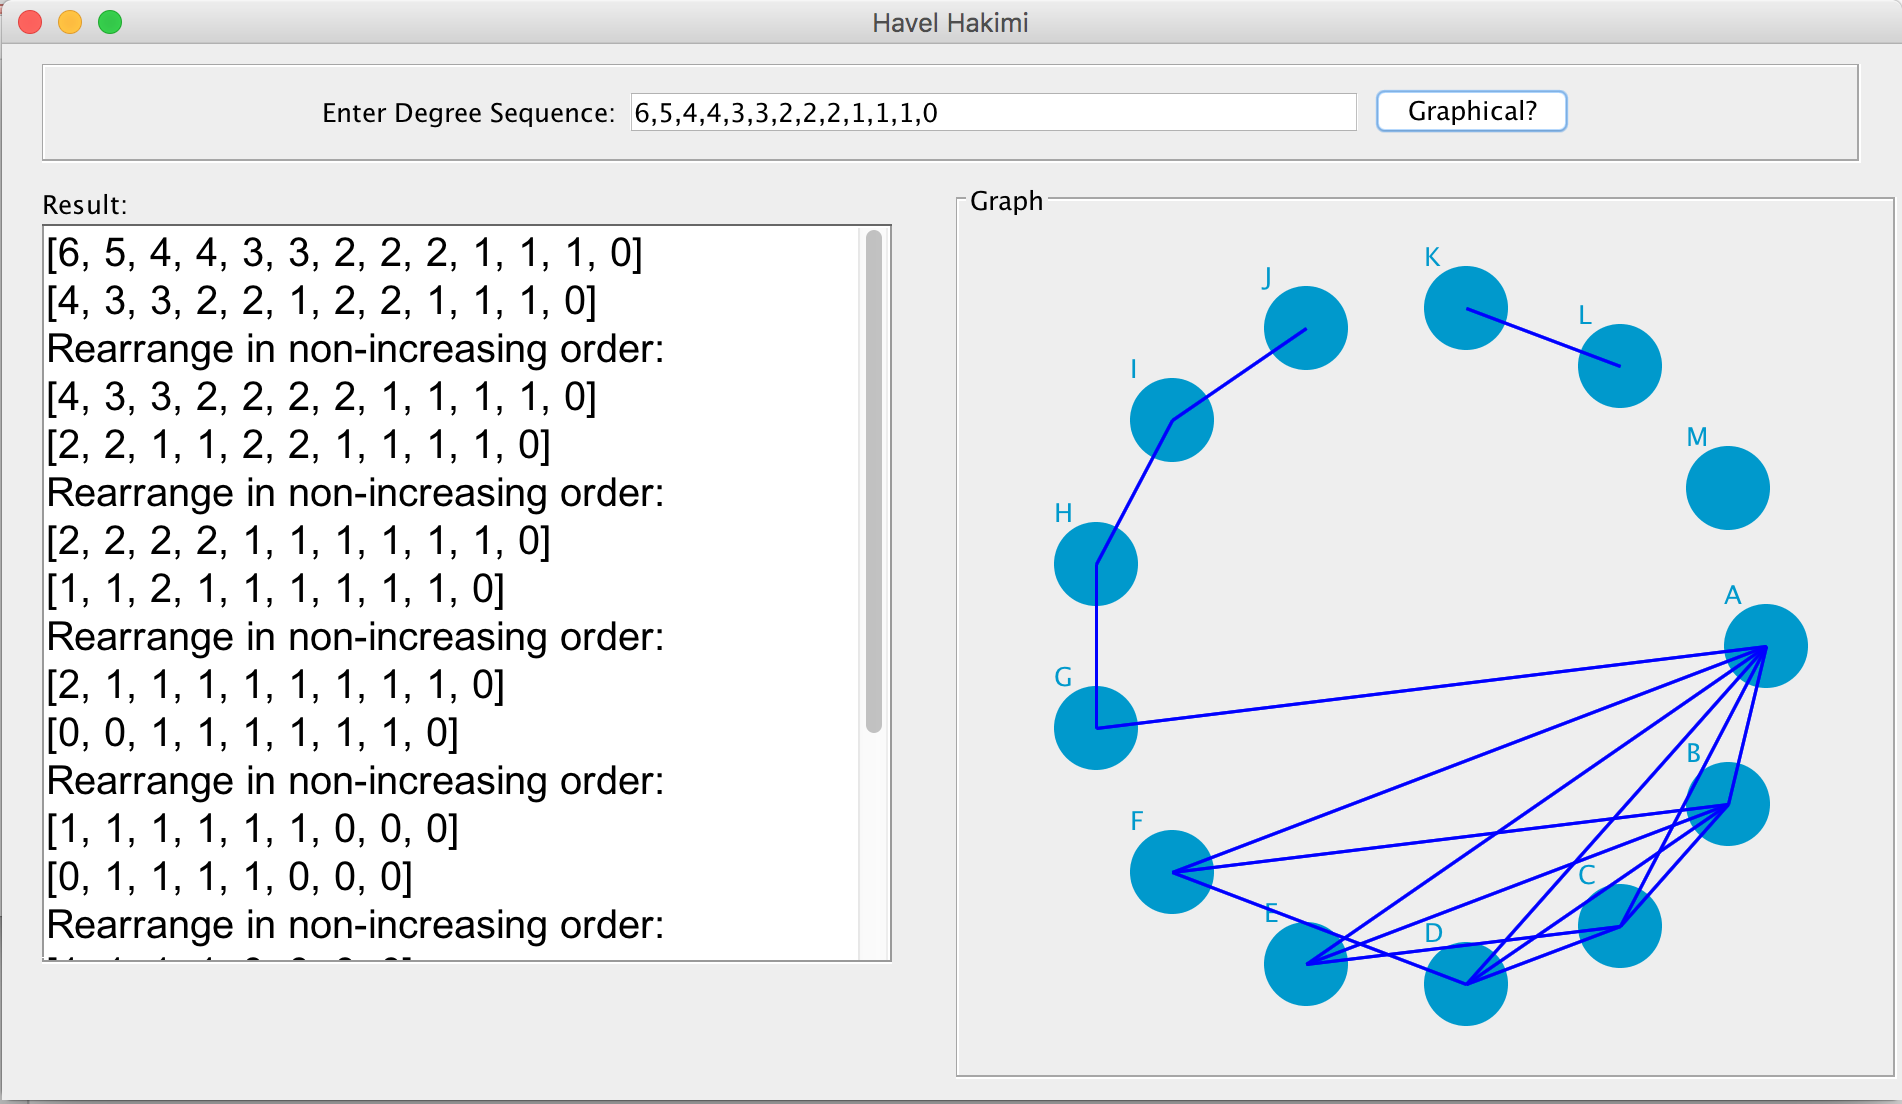 Havel Hakimi
Enter Degree Sequence: 6,5,4,4,3,3,2,2,2,1,1,1,0 Graphical?
Result:
[6, 5, 4, 4, 3, 3, 2, 2, 2, 1, 1, 1, 0]
[4, 3, 3, 2, 2, 1, 2, 2, 1, 1, 1, 0]
Rearrange in non-increasing order:
[4, 3, 3, 2, 2, 2, 2, 1, 1, 1, 1, 0]
[2, 2, 1, 1, 2, 2, 1, 1, 1, 1, 0]
Rearrange in non-increasing order:
[2, 2, 2, 2, 1, 1, 1, 1, 1, 1, 0]
[1, 1, 2, 1, 1, 1, 1, 1, 1, 0]
Rearrange in non-increasing order:
[2, 1, 1, 1, 1, 1, 1, 1, 1, 0]
[0, 0, 1, 1, 1, 1, 1, 1, 0]
Rearrange in non-increasing order:
[1, 1, 1, 1, 1, 1, 0, 0, 0]
[0, 1, 1, 1, 1, 0, 0, 0]
Rearrange in non-increasing order:
Graph
K
J
L
I
M
H
A
G
B
F
C
E
D